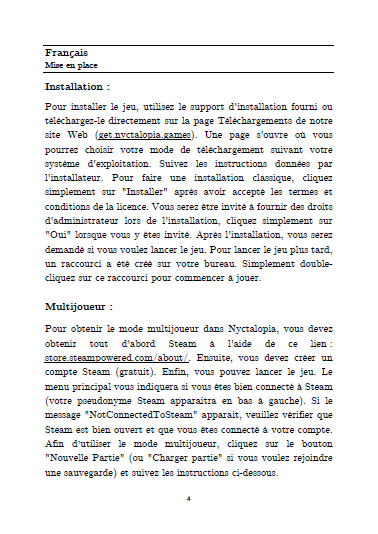 Français
Mise en place
Installation :
Pour installer le jeu, utilisez le support d'installation fourni ou
téléchargez-le directement sur la page Téléchargements de notre
site Web (get.nyctalopia.games). Une page s'ouvre où vous
pourrez choisir votre mode de téléchargement suivant votre
système d'exploitation. Suivez les instructions données par
l'installateur. Pour faire une installation classique, cliquez
simplement sur "Installer" après avoir accepté les termes et
conditions de la licence. Vous serez être invité à fournir des droits
d'administrateur lors de l'installation, cliquez simplement sur
"Oui" lorsque vous y êtes invité. Après l'installation, vous serez
demandé si vous voulez lancer le jeu. Pour lancer le jeu plus tard,
un raccourci a été créé sur votre bureau. Simplement double-
cliquez sur ce raccourci pour commencer à jouer.
Multijoueur :
Pour obtenir le mode multijoueur dans Nyctalopia, vous devez
obtenir tout d'abord Steam à l'aide de ce lien :
store.steampowered.com/about/. Ensuite, vous devez créer un
compte Steam (gratuit). Enfin, vous pouvez lancer le jeu. Le
menu principal vous indiquera si vous êtes bien connecté à Steam
(votre pseudonyme Steam apparaitra en bas à gauche). Si le
message "NotConnectedToSteam" apparait, veuillez vérifier que
Steam est bien ouvert et que vous êtes connecté à votre compte.
Afin d'utiliser le mode multijoueur, cliquez sur le bouton
"Nouvelle Partie" (ou "Charger partie" si vous voulez rejoindre
une sauvegarde) et suivez les instructions ci-dessous.
4